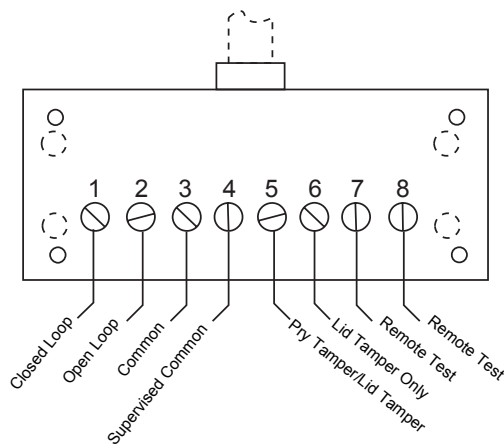 1 2 3 4 5 6 7 8
Closed Loop
Open Loop
Common
Supervised Common
Pry Tamper/Lid Tamper
Lid Tamper Only
Remote Test
Remote Test